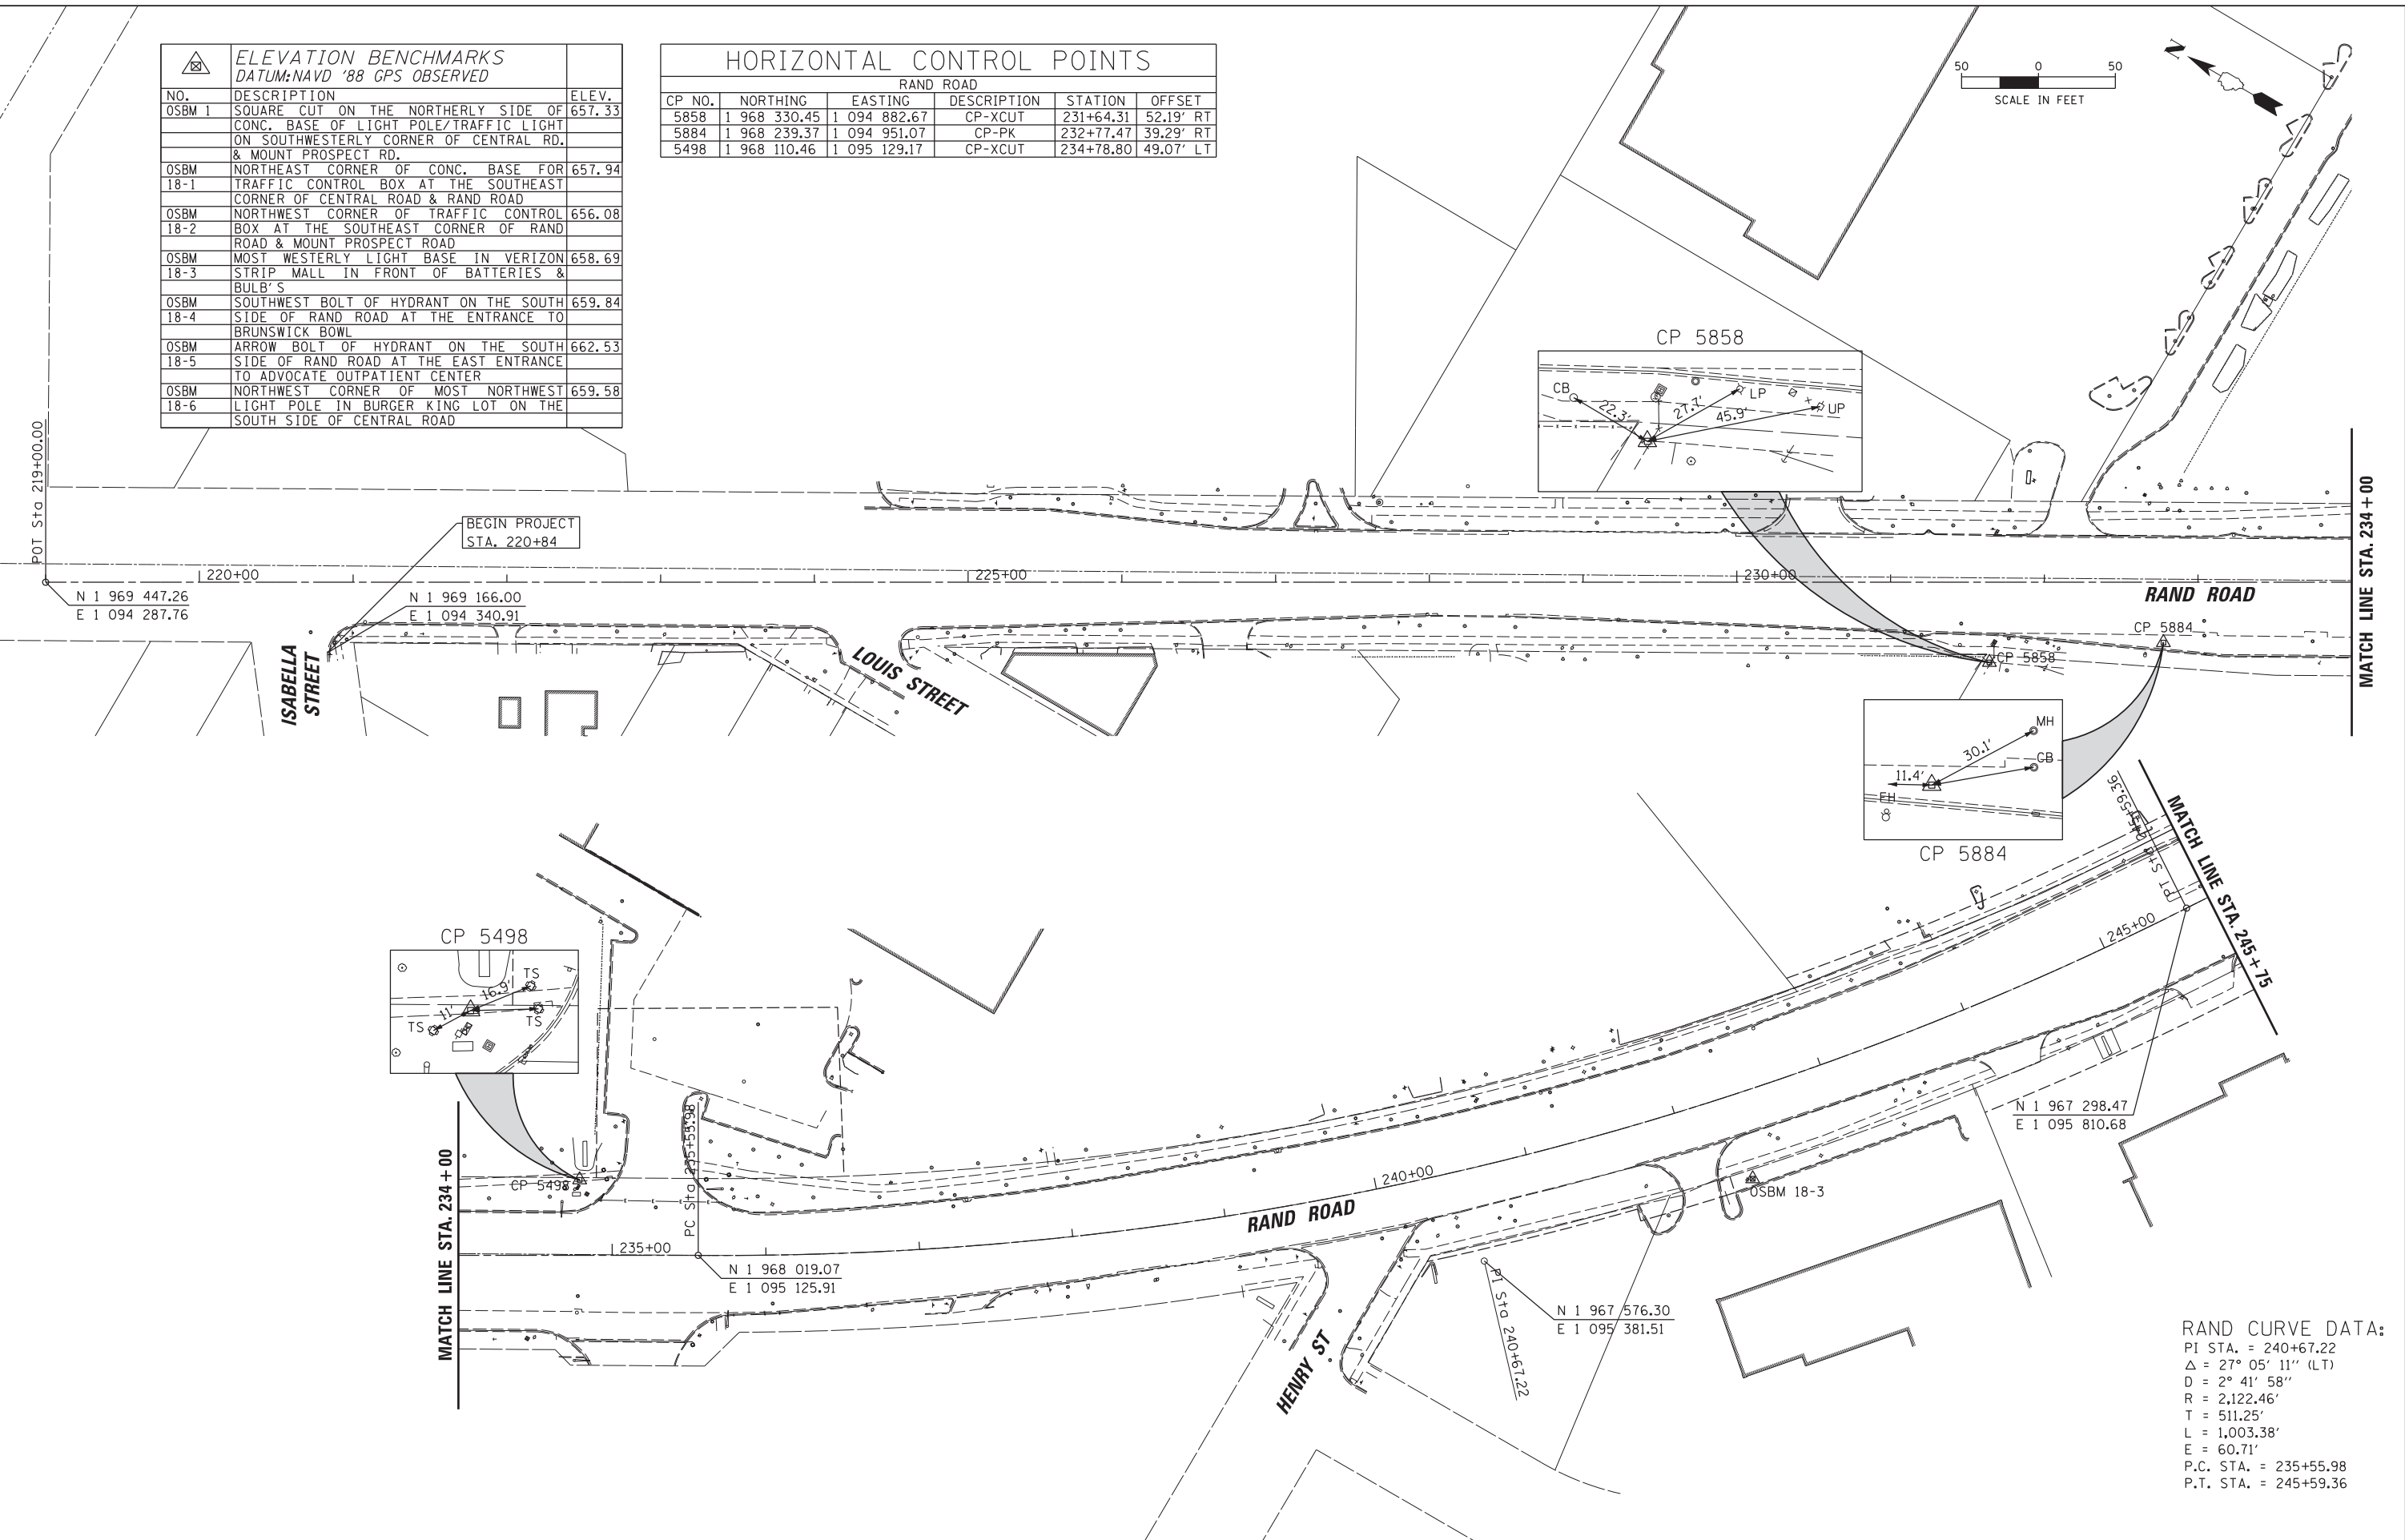 ELEVATION BENCHMARKS
DATUM:NAVD '88 GPS OBSERVED
NO. DESCRIPTION ELEV.
OSBM 1 SQUARE CUT ON THE NORTHERLY SIDE OF 657.33
CONC. BASE OF LIGHT POLE/TRAFFIC LIGHT
ON SOUTHWESTERLY CORNER OF CENTRAL RD.
& MOUNT PROSPECT RD.
OSBM NORTHEAST CORNER OF CONC. BASE FOR 657.94
18-1 TRAFFIC CONTROL BOX AT THE SOUTHEAST
CORNER OF CENTRAL ROAD & RAND ROAD
OSBM NORTHWEST CORNER OF TRAFFIC CONTROL 656.08
18-2 BOX AT THE SOUTHEAST CORNER OF RAND
ROAD & MOUNT PROSPECT ROAD
OSBM MOST WESTERLY LIGHT BASE IN VERIZON 658.69
18-3 STRIP MALL IN FRONT OF BATTERIES &
BULB'S
OSBM SOUTHWEST BOLT OF HYDRANT ON THE SOUTH 659.84
18-4 SIDE OF RAND ROAD AT THE ENTRANCE TO
BRUNSWICK BOWL
OSBM ARROW BOLT OF HYDRANT ON THE SOUTH 662.53
18-5 SIDE OF RAND ROAD AT THE EAST ENTRANCE
TO ADVOCATE OUTPATIENT CENTER
OSBM NORTHWEST CORNER OF MOST NORTHWEST 659.58
18-6 LIGHT POLE IN BURGER KING LOT ON THE
SOUTH SIDE OF CENTRAL ROAD
HORIZONTAL CONTROL POINTS
RAND ROAD
CP NO. NORTHING EASTING DESCRIPTION STATION OFFSET
5858 1 968 330.45 1 094 882.67 CP-XCUT 231+64.31 52.19' RT
5884 1 968 239.37 1 094 951.07 CP-PK 232+77.47 39.29' RT
5498 1 968 110.46 1 095 129.17 CP-XCUT 234+78.80 49.07' LT
N
50 0 50
SCALE IN FEET
CP 5858
CB
22.3'
27.7'
LP
45.9'
UP
POT Sta 219+00.00
BEGIN PROJECT
STA. 220+84
220+00
225+00
230+00
RAND ROAD
MATCH LINE STA. 234+00
N 1 969 447.26
E 1 094 287.76
N 1 969 166.00
E 1 094 340.91
ISABELLA
STREET
LOUIS STREET
CP 5858
CP 5884
MH
30.1'
CB
11.4'
FH
CP 5884
CP 5498
TS
16.9'
11'
TS
TS
MATCH LINE STA. 234+00
CP 5498
PC Sta 235+55.98
235+00
N 1 968 019.07
E 1 095 125.91
RAND ROAD
240+00
HENRY ST
PI Sta 240+67.22
N 1 967 576.30
E 1 095 381.51
OSBM 18-3
245+00
PT Sta 245+59.36
MATCH LINE STA. 245+75
N 1 967 298.47
E 1 095 810.68
RAND CURVE DATA:
PI STA. = 240+67.22
Δ = 27° 05' 11'' (LT)
D = 2° 41' 58''
R = 2,122.46'
T = 511.25'
L = 1,003.38'
E = 60.71'
P.C. STA. = 235+55.98
P.T. STA. = 245+59.36